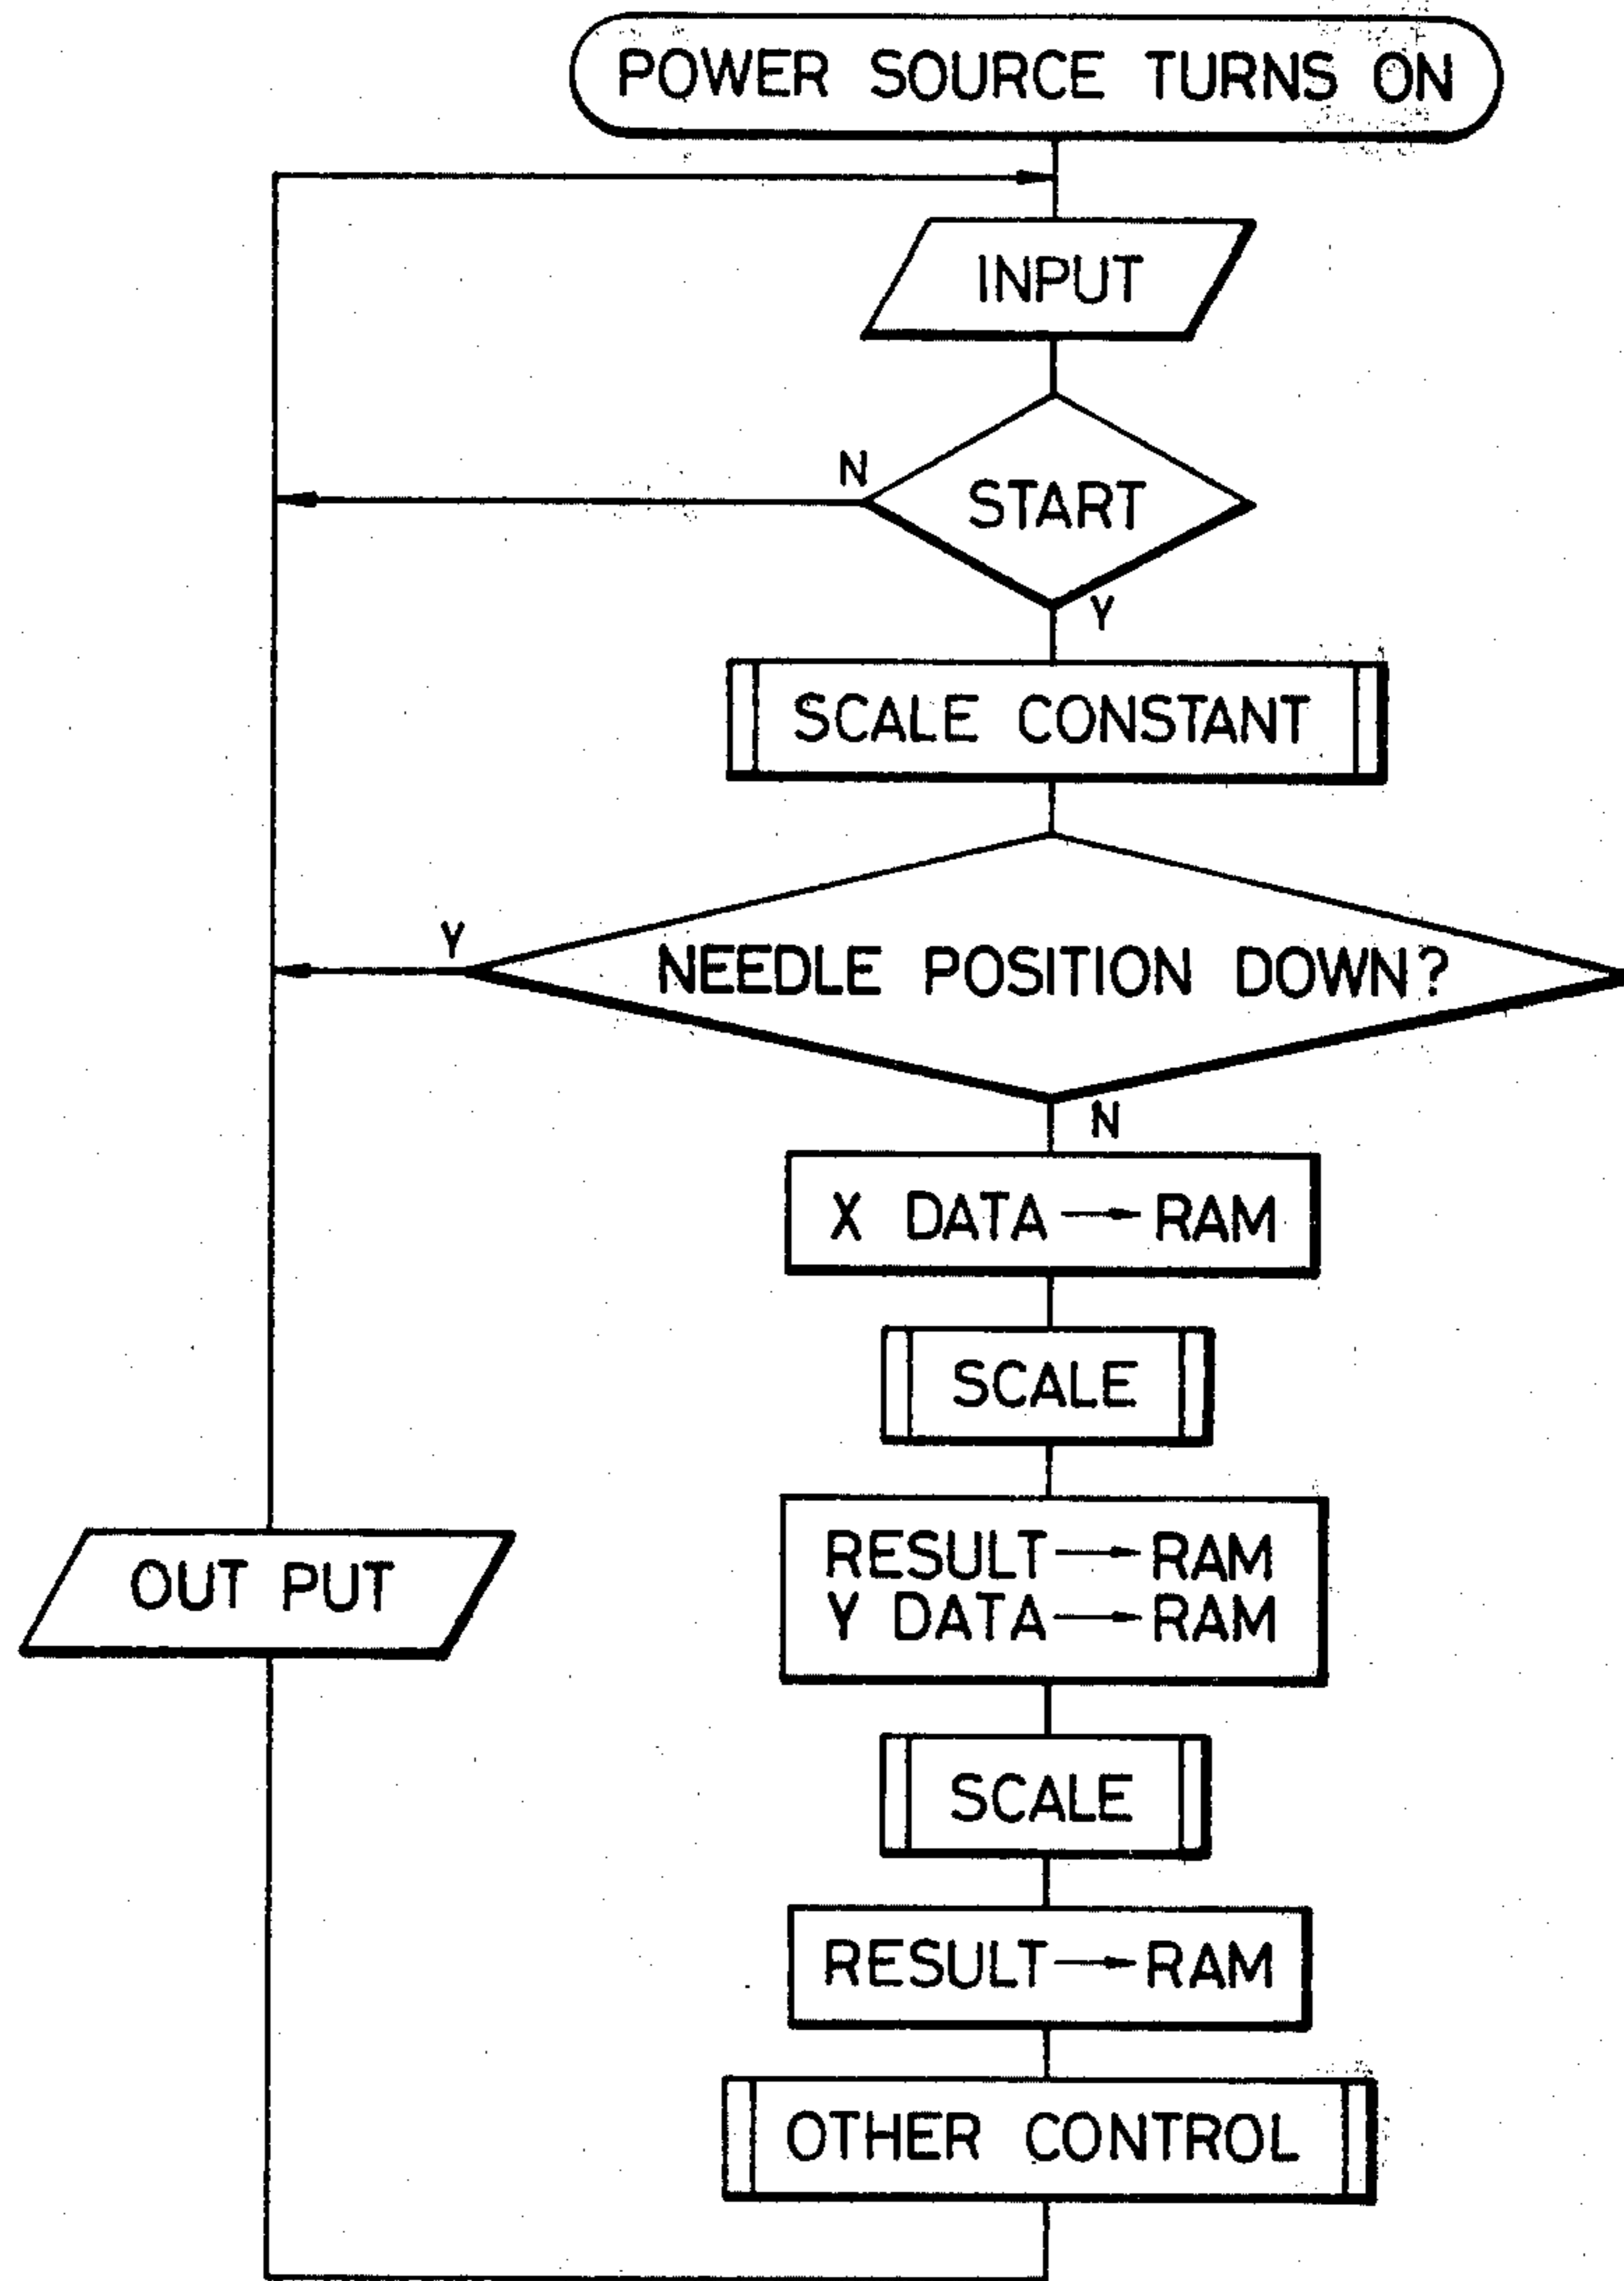 POWER SOURCE TURNS ON
INPUT
N
START
Y
SCALE CONSTANT
Y
NEEDLE POSITION DOWN?
N
X DATA → RAM
SCALE
RESULT → RAM
Y DATA → RAM
OUT PUT
SCALE
RESULT → RAM
OTHER CONTROL